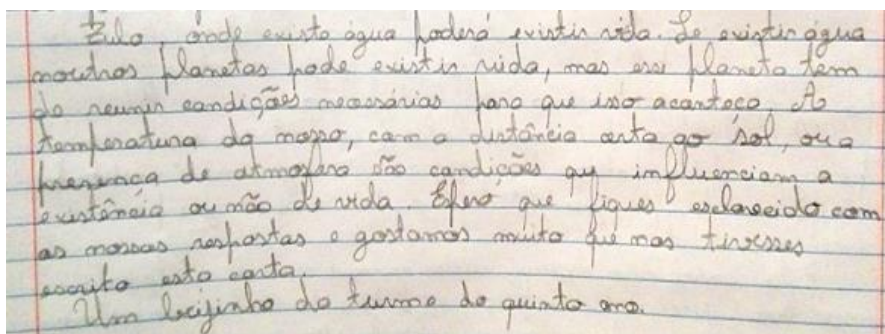 Zulo, onde exista água poderá existir vida. Se existir água
noutros planetas pode existir vida, mas esse planeta tem
de reunir condições necessárias para que isso aconteça. A
temperatura da nossa, com a distância certa ao sol, ou a
presença de atmosfera são condições que influenciam a
existência ou não de vida. Espero que fiques esclarecido com
as nossas respostas e gostamos muito que nos tivesses
escrito esta carta.
Um beijinho da turma do quinto ano.